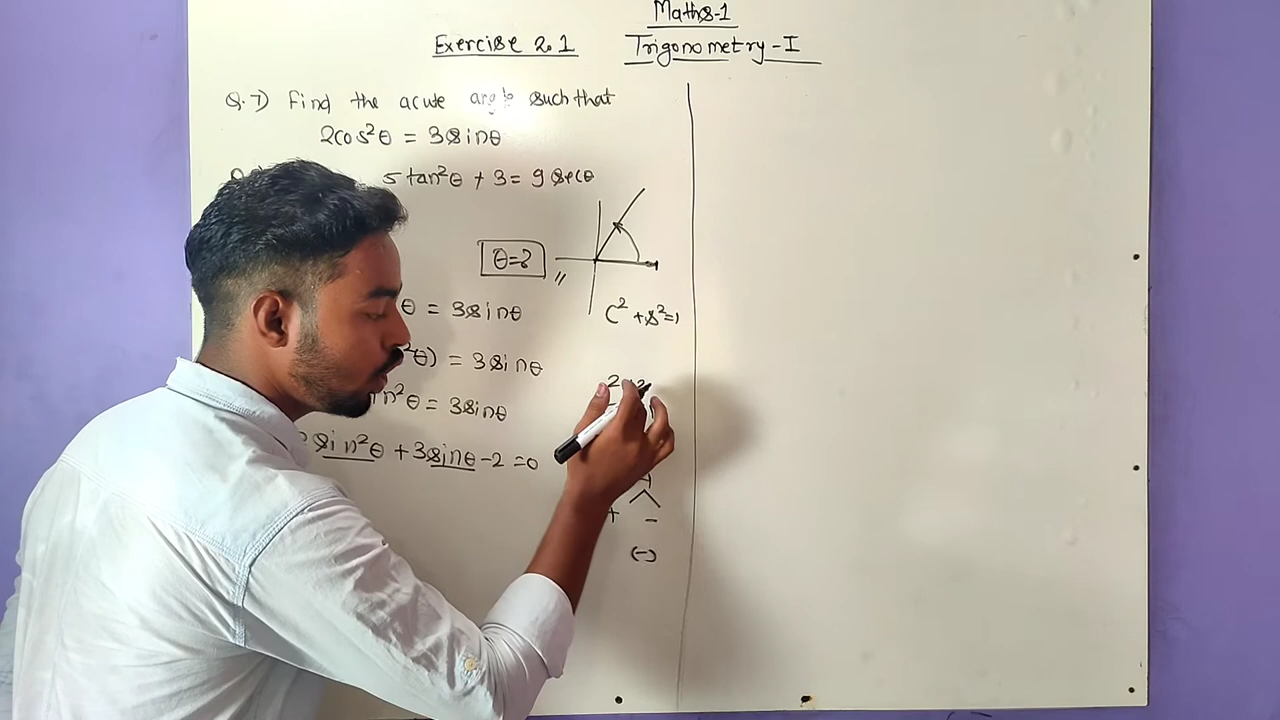 Maths-1
Exercise 2.1 Trigonometry-I
Q.7) Find the acute angle such that
2cos²θ = 3sinθ
5tan²θ + 3 = 9secθ
θ=?
θ = 3sinθ
C² + s²=1
²θ) = 3sinθ
n²θ = 3sinθ
sin²θ + 3sinθ -2 =0
+ -
(-)